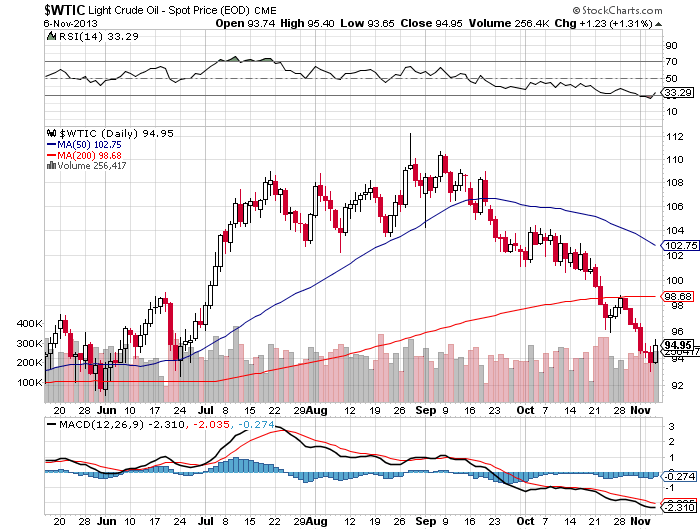 $WTIC Light Crude Oil - Spot Price (EOD) CME
© StockCharts.com
6-Nov-2013 Open 93.74 High 95.40 Low 93.65 Close 94.95 Volume 256.4K Chg +1.23 (+1.31%)
RSI(14) 33.29
90
70
50
33.29
30
10
$WTIC (Daily) 94.95
MA(50) 102.75
MA(200) 98.68
Volume 256,417
112
110
108
106
104
102.75
102
100
98.68
98
96
94.95
94
92
400K
300K
200K
100K
20 28 Jun 10 17 24 Jul 8 15 22 Aug 12 19 26 Sep 9 16 23 Oct 7 14 21 28 Nov
MACD(12,26,9) -2.310, -2.035, -0.274
3
2
1
-0.274
-1
-2.310
20 28 Jun 10 17 24 Jul 8 15 22 Aug 12 19 26 Sep 9 16 23 Oct 7 14 21 28 Nov